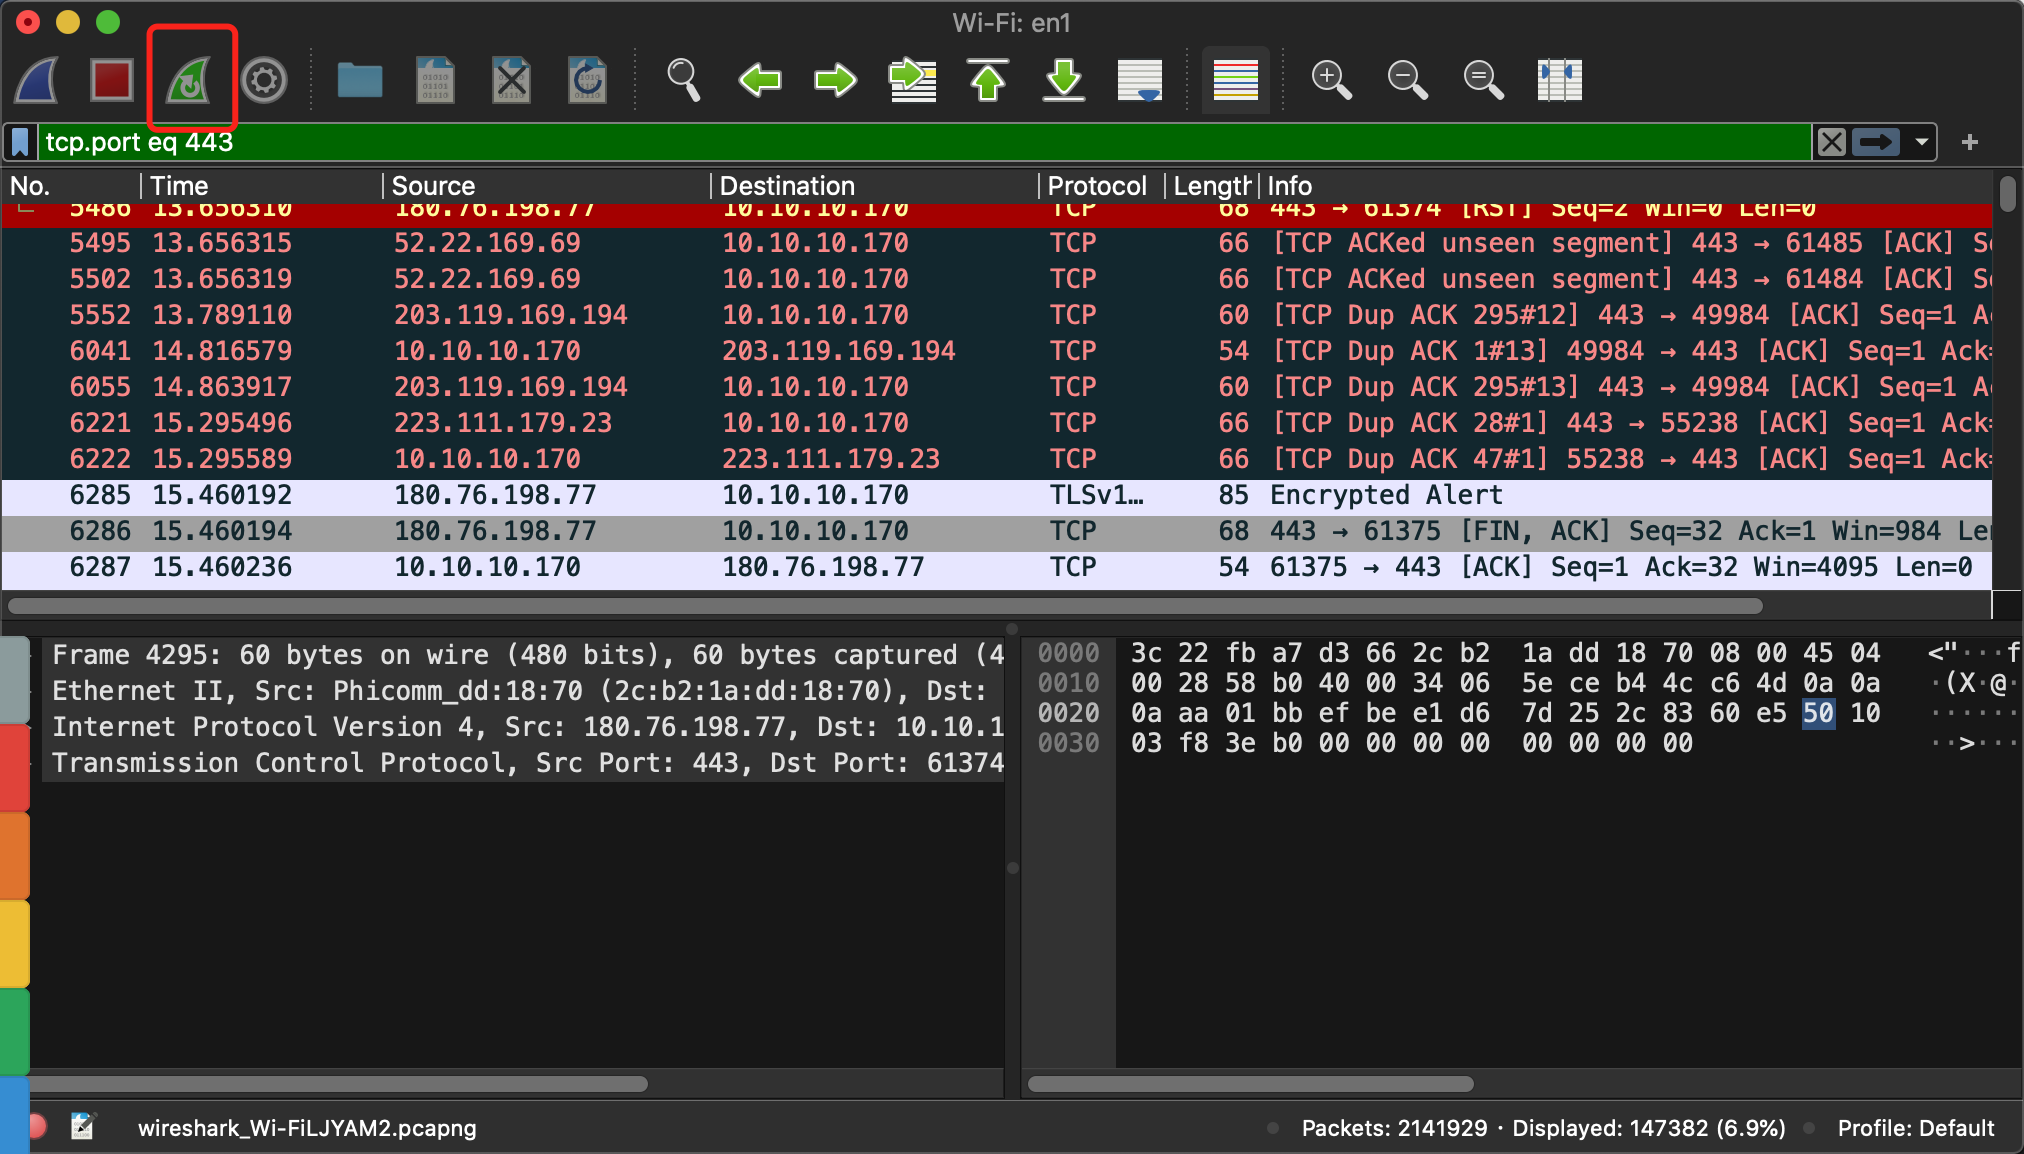 Wi-Fi: en1
tcp.port eq 443
No. Time Source Destination Protocol Length Info
5486 13.656310 180.76.198.77 10.10.10.170 TCP 68 443 → 61374 [RST] Seq=2 Win=0 Len=0
5495 13.656315 52.22.169.69 10.10.10.170 TCP 66 [TCP ACKed unseen segment] 443 → 61485 [ACK] S
5502 13.656319 52.22.169.69 10.10.10.170 TCP 66 [TCP ACKed unseen segment] 443 → 61484 [ACK] S
5552 13.789110 203.119.169.194 10.10.10.170 TCP 60 [TCP Dup ACK 295#12] 443 → 49984 [ACK] Seq=1 A
6041 14.816579 10.10.10.170 203.119.169.194 TCP 54 [TCP Dup ACK 1#13] 49984 → 443 [ACK] Seq=1 Ack=
6055 14.863917 203.119.169.194 10.10.10.170 TCP 60 [TCP Dup ACK 295#13] 443 → 49984 [ACK] Seq=1 A
6221 15.295496 223.111.179.23 10.10.10.170 TCP 66 [TCP Dup ACK 28#1] 443 → 55238 [ACK] Seq=1 Ack=
6222 15.295589 10.10.10.170 223.111.179.23 TCP 66 [TCP Dup ACK 47#1] 55238 → 443 [ACK] Seq=1 Ack=
6285 15.460192 180.76.198.77 10.10.10.170 TLSv1… 85 Encrypted Alert
6286 15.460194 180.76.198.77 10.10.10.170 TCP 68 443 → 61375 [FIN, ACK] Seq=32 Ack=1 Win=984 Le
6287 15.460236 10.10.10.170 180.76.198.77 TCP 54 61375 → 443 [ACK] Seq=1 Ack=32 Win=4095 Len=0
Frame 4295: 60 bytes on wire (480 bits), 60 bytes captured (4
Ethernet II, Src: Phicomm_dd:18:70 (2c:b2:1a:dd:18:70), Dst:
Internet Protocol Version 4, Src: 180.76.198.77, Dst: 10.10.1
Transmission Control Protocol, Src Port: 443, Dst Port: 61374
0000 3c 22 fb a7 d3 66 2c b2 1a dd 18 70 08 00 45 04 <"···f
0010 00 28 58 b0 40 00 34 06 5e ce b4 4c c6 4d 0a 0a ·(X·@·
0020 0a aa 01 bb ef be e1 d6 7d 25 2c 83 60 e5 50 10 ······
0030 03 f8 3e b0 00 00 00 00 00 00 00 00 ··>···
wireshark_Wi-FiLJYAM2.pcapng
Packets: 2141929 · Displayed: 147382 (6.9%)
Profile: Default